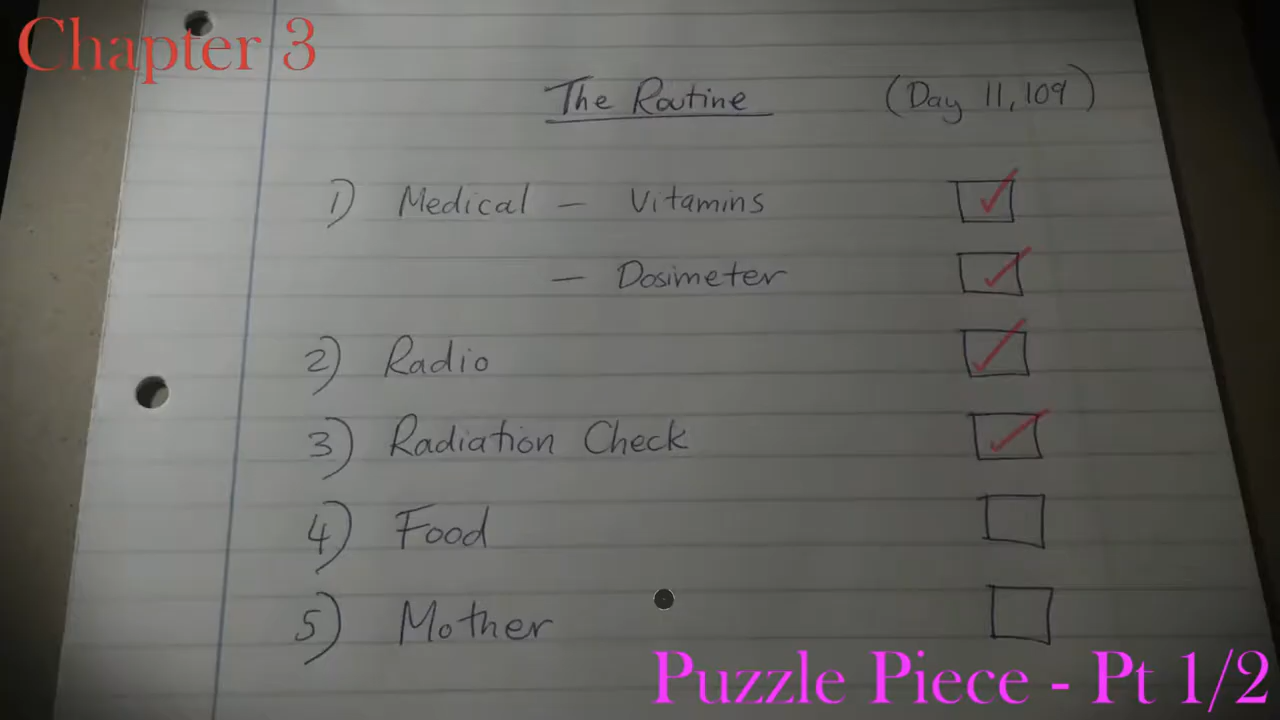 Chapter 3
The Routine (Day 11,109)
1) Medical - Vitamins
- Dosimeter
2) Radio
3) Radiation Check
4) Food
5) Mother
Puzzle Piece - Pt 1/2